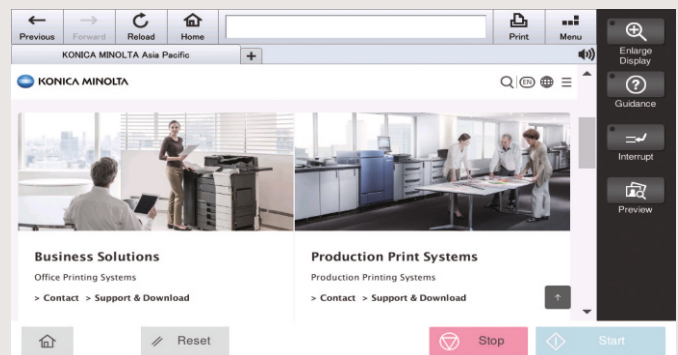 Previous Forward Reload Home Print Menu
KONICA MINOLTA Asia Pacific +
KONICA MINOLTA EN
Business Solutions
Office Printing Systems
> Contact > Support & Download
Production Print Systems
Production Printing Systems
> Contact > Support & Download
Enlarge
Display
Guidance
Interrupt
Preview
Reset Stop Start